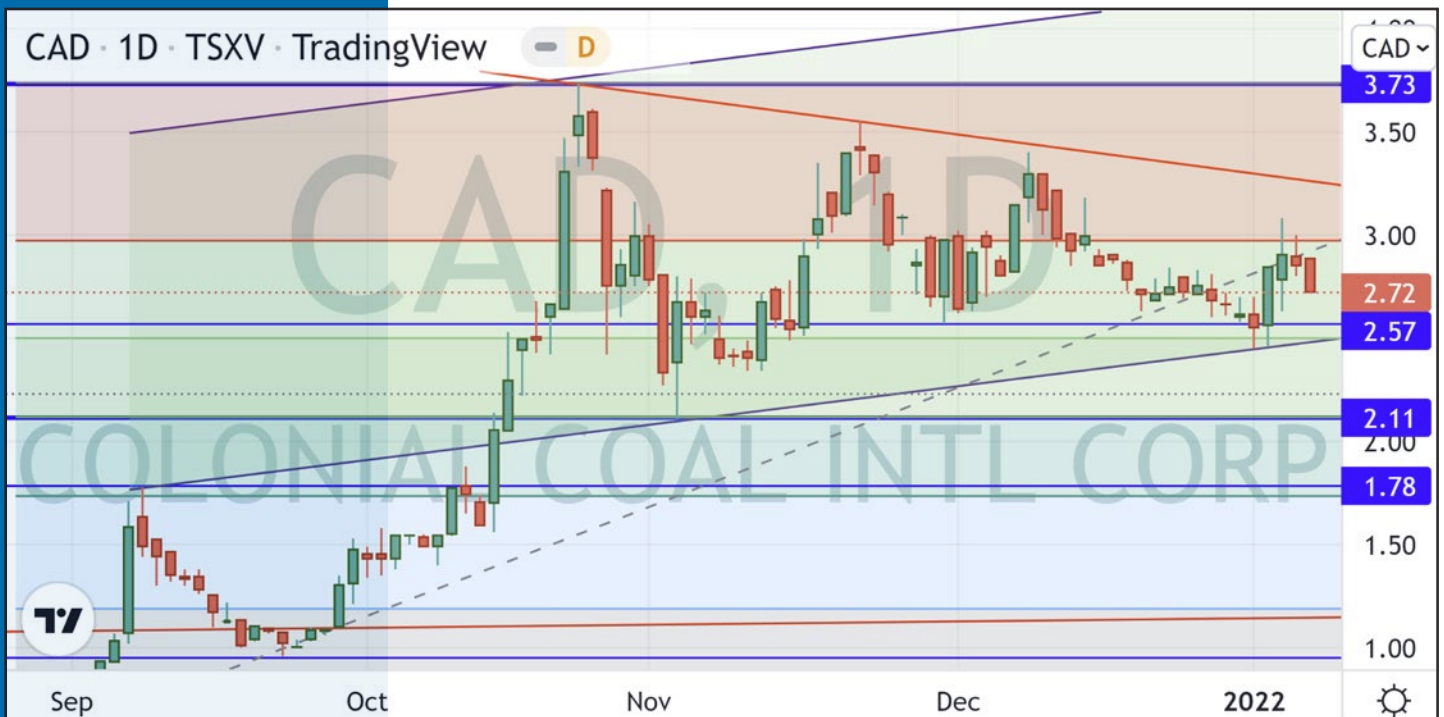 CAD · 1D · TSXV · TradingView D
CAD
3.73
3.50
CAD, 1D
3.00
2.72
2.57
2.11
2.00
COLONIAL COAL INTL CORP
1.78
1.50
1.00
Sep Oct Nov Dec 2022